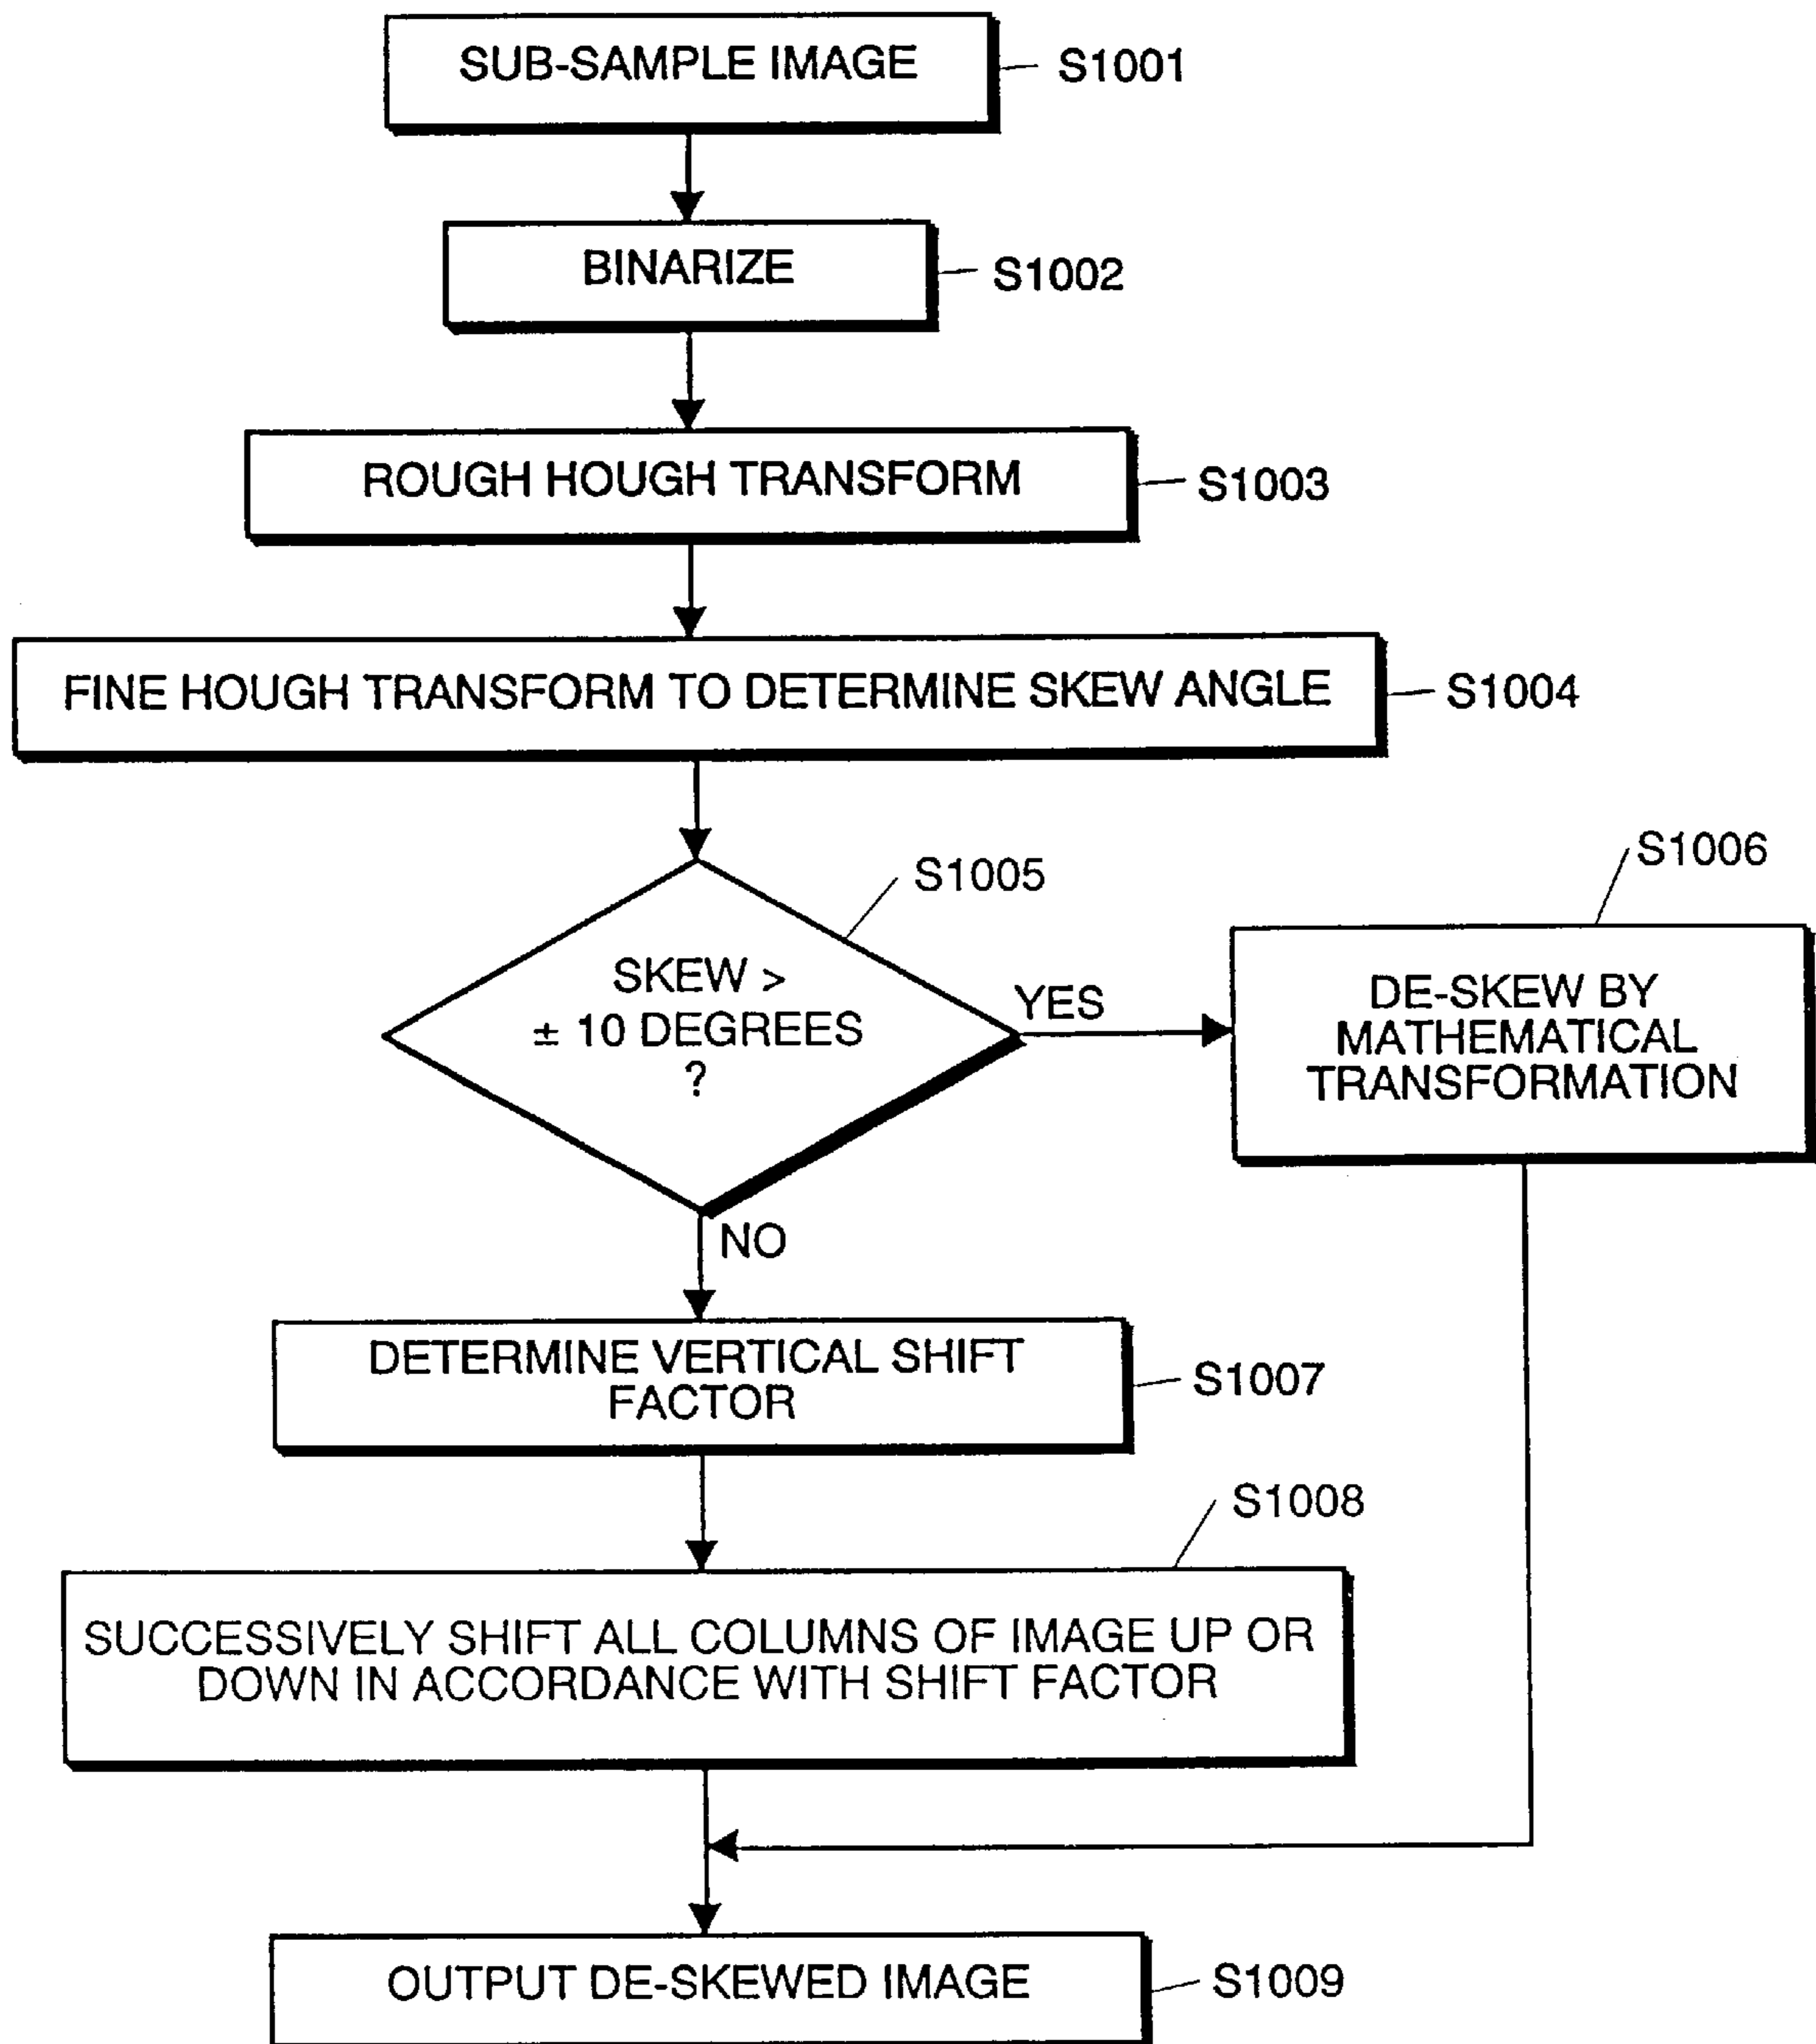 SUB-SAMPLE IMAGE
S1001
BINARIZE
S1002
ROUGH HOUGH TRANSFORM
S1003
FINE HOUGH TRANSFORM TO DETERMINE SKEW ANGLE
S1004
S1005
SKEW >
± 10 DEGREES
?
YES
NO
S1006
DE-SKEW BY
MATHEMATICAL
TRANSFORMATION
DETERMINE VERTICAL SHIFT
FACTOR
S1007
S1008
SUCCESSIVELY SHIFT ALL COLUMNS OF IMAGE UP OR
DOWN IN ACCORDANCE WITH SHIFT FACTOR
OUTPUT DE-SKEWED IMAGE
S1009